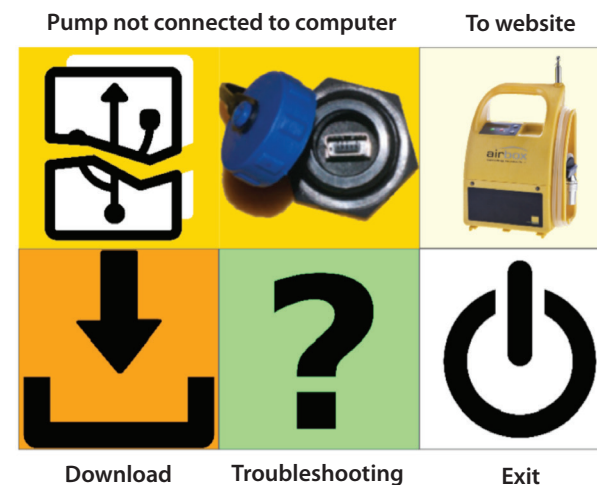 Pump not connected to computer
To website
airbox
?
Download
Troubleshooting
Exit